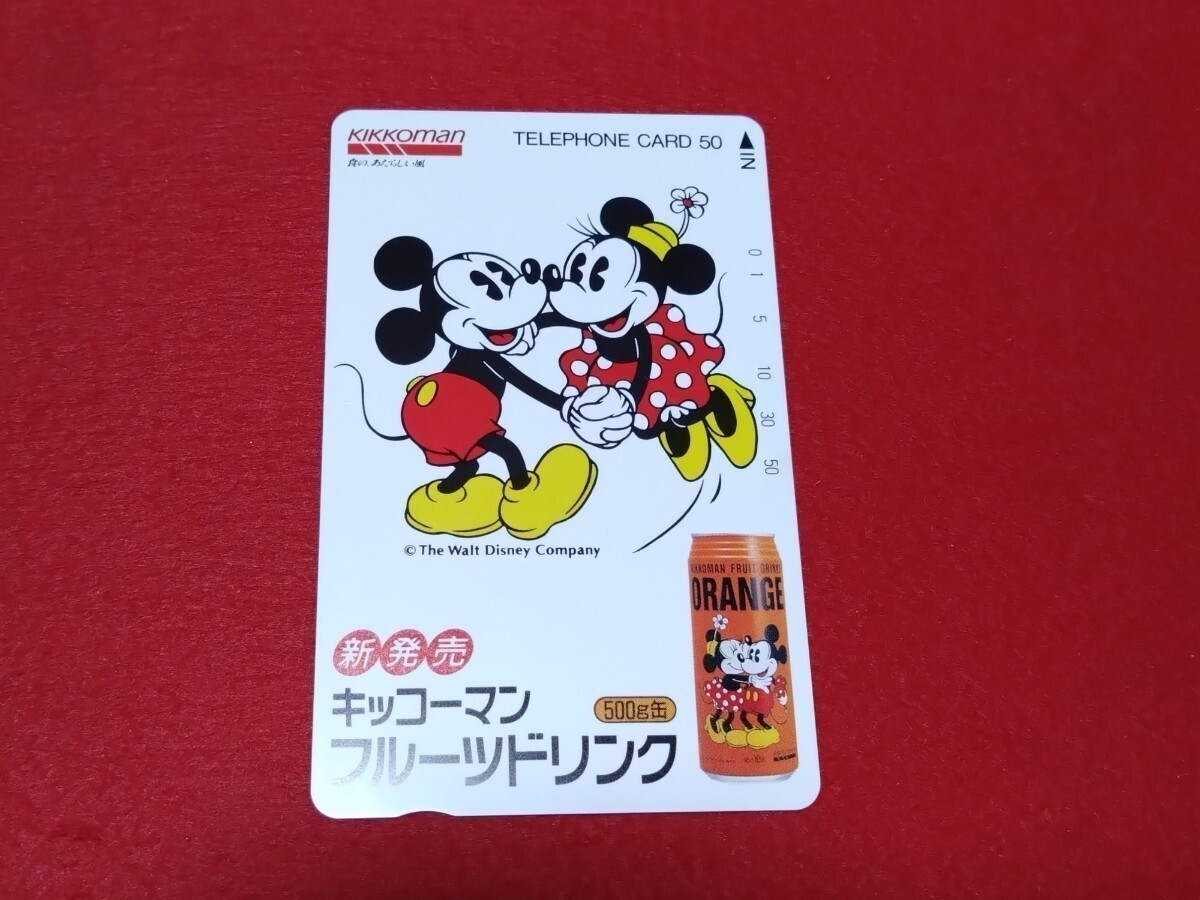 KIKKOMAN
食の、あたらしい風
TELEPHONE CARD 50
IN
0
1
5
10
30
50
© The Walt Disney Company
KIKKOMAN FRUIT DRINK
ORANGE
新発売
キッコーマン
500g缶
フルーツドリンク